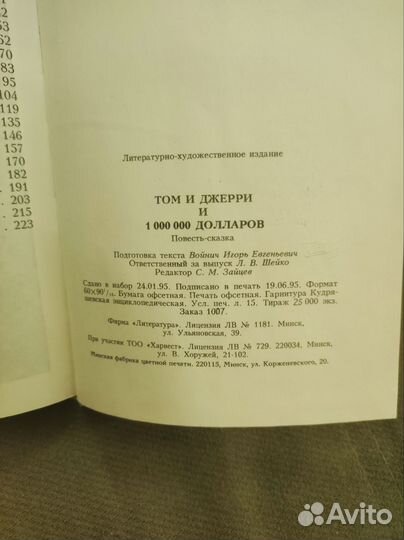 52
53
62
70
83
95
104
119
135
146
157
170
182
. 191
. 203
. 215
. 223
Литературно-художественное издание
ТОМ И ДЖЕРРИ
И
1 000 000 ДОЛЛАРОВ
Повесть-сказка
Подготовка текста Войнич Игорь Евгеньевич
Ответственный за выпуск Л. В. Шейко
Редактор С. М. Зайцев
Сдано в набор 24.01.95. Подписано в печать 19.06.95. Формат
60×90¹/₁₆. Бумага офсетная. Печать офсетная. Гарнитура Кудря-
шевская энциклопедическая. Усл. печ. л. 15. Тираж 25 000 экз.
Заказ 1007.
Фирма «Литература». Лицензия ЛВ № 1181. Минск,
ул. Ульяновская, 39.
При участии ТОО «Харвест». Лицензия ЛВ № 729. 220034. Минск,
ул. В. Хоружей, 21-102.
Минская фабрика цветной печати. 220115, Минск, ул. Корженевского, 20.
Avito